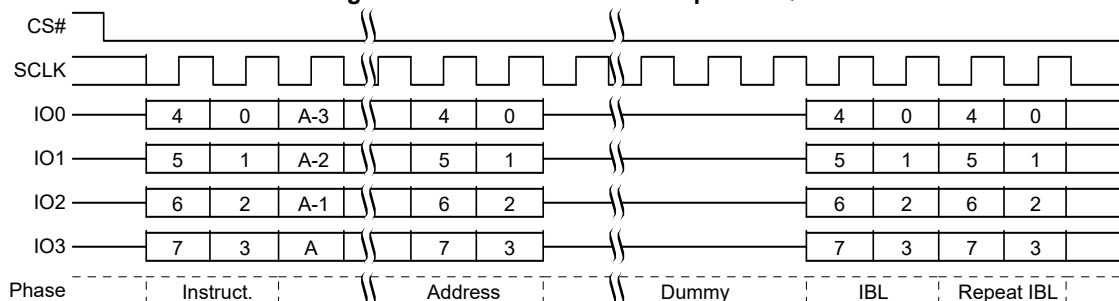 CS#
SCLK
IO0 4 0 A-3 4 0 4 0 4 0
IO1 5 1 A-2 5 1 5 1 5 1
IO2 6 2 A-1 6 2 6 2 6 2
IO3 7 3 A 7 3 7 3 7 3
Phase Instruct. Address Dummy IBL Repeat IBL